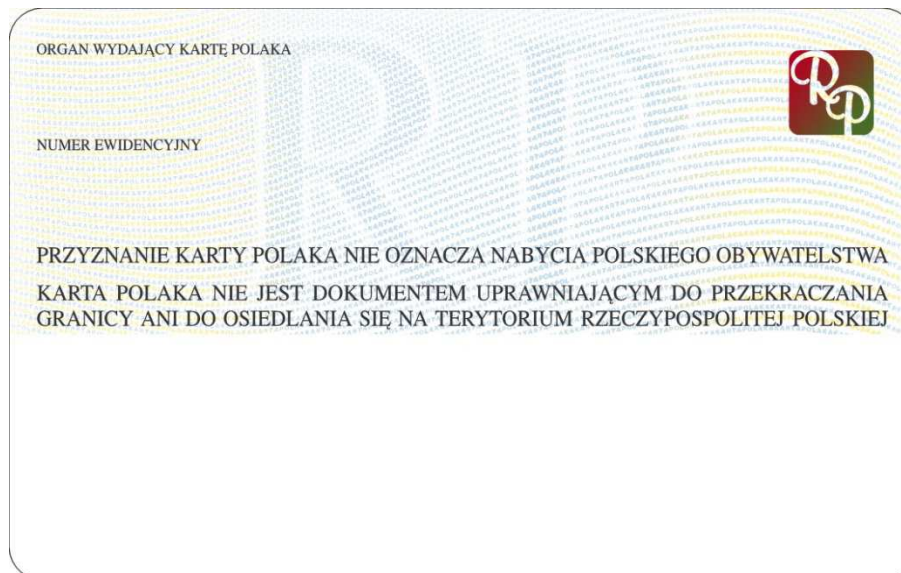 ORGAN WYDAJĄCY KARTĘ POLAKA
RP
NUMER EWIDENCYJNY
PRZYZNANIE KARTY POLAKA NIE OZNACZA NABYCIA POLSKIEGO OBYWATELSTWA
KARTA POLAKA NIE JEST DOKUMENTEM UPRAWNIAJĄCYM DO PRZEKRACZANIA
GRANICY ANI DO OSIEDLANIA SIĘ NA TERYTORIUM RZECZYPOSPOLITEJ POLSKIEJ